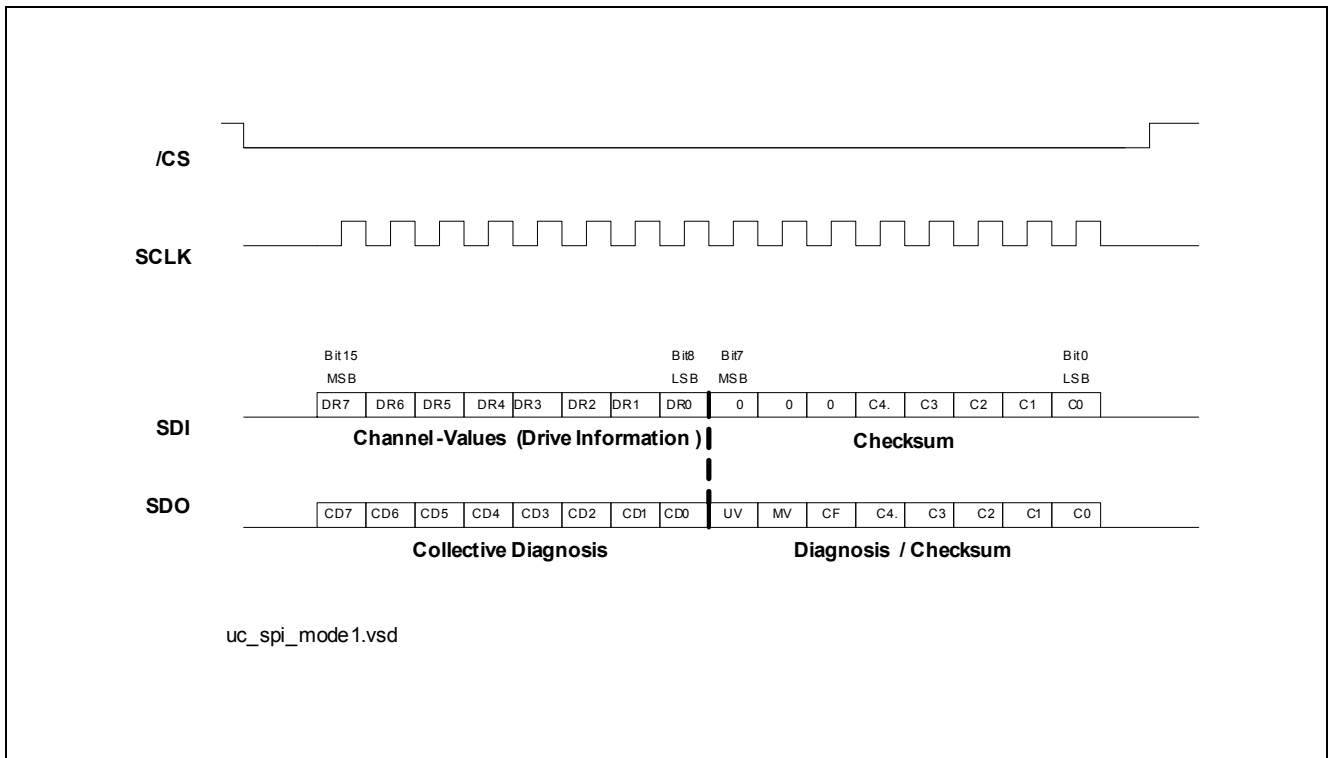 /CS
SCLK
Bit15 Bit8 Bit7 Bit0
MSB LSB MSB LSB
DR7 DR6 DR5 DR4 DR3 DR2 DR1 DR0 0 0 0 C4. C3 C2 C1 C0
SDI
Channel-Values (Drive Information ) Checksum
SDO
CD7 CD6 CD5 CD4 CD3 CD2 CD1 CD0 UV MV CF C4. C3 C2 C1 C0
Collective Diagnosis Diagnosis / Checksum
uc_spi_mode1.vsd